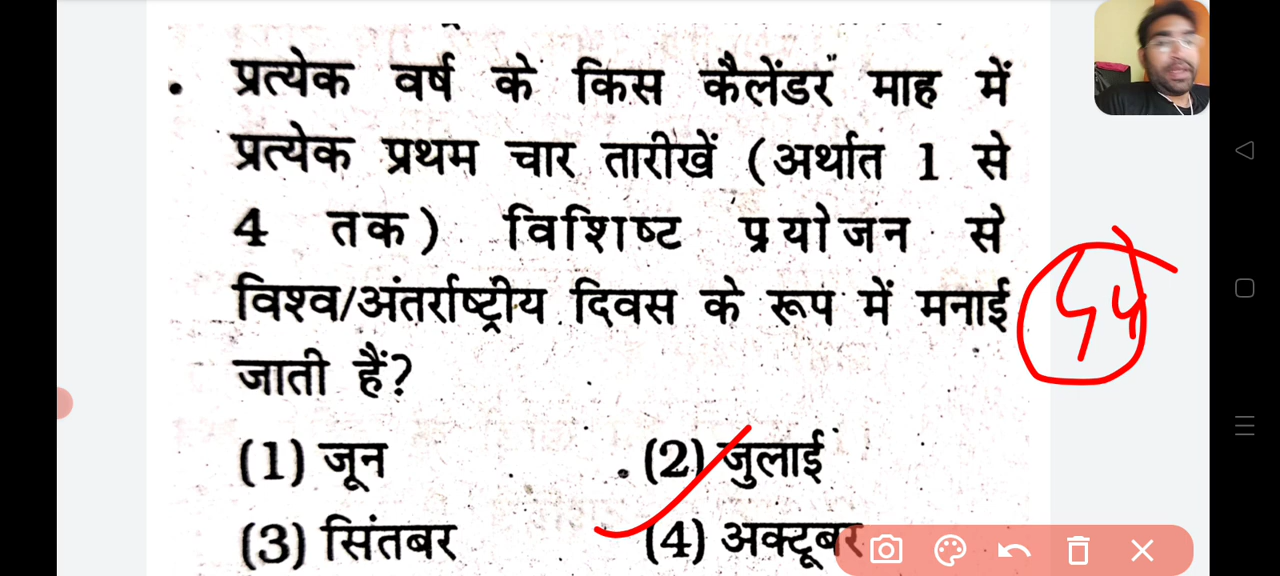 • प्रत्येक वर्ष के किस कैलेंडर माह में
प्रत्येक प्रथम चार तारीखें (अर्थात 1 से
4 तक) विशिष्ट प्रयोजन से
विश्व/अंतर्राष्ट्रीय दिवस के रूप में मनाई
जाती हैं?
(1) जून (2) जुलाई
(3) सिंतबर (4) अक्टूबर